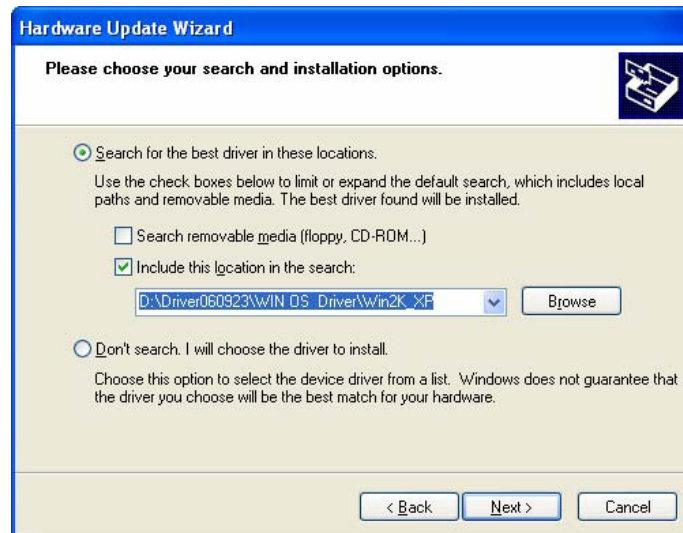 Hardware Update Wizard
Please choose your search and installation options.
Search for the best driver in these locations.
Use the check boxes below to limit or expand the default search, which includes local
paths and removable media. The best driver found will be installed.
Search removable media (floppy, CD-ROM...)
Include this location in the search:
D:\Driver060923\WIN OS_Driver\Win2K_XP
Browse
Don't search. I will choose the driver to install.
Choose this option to select the device driver from a list. Windows does not guarantee that
the driver you choose will be the best match for your hardware.
< Back
Next >
Cancel